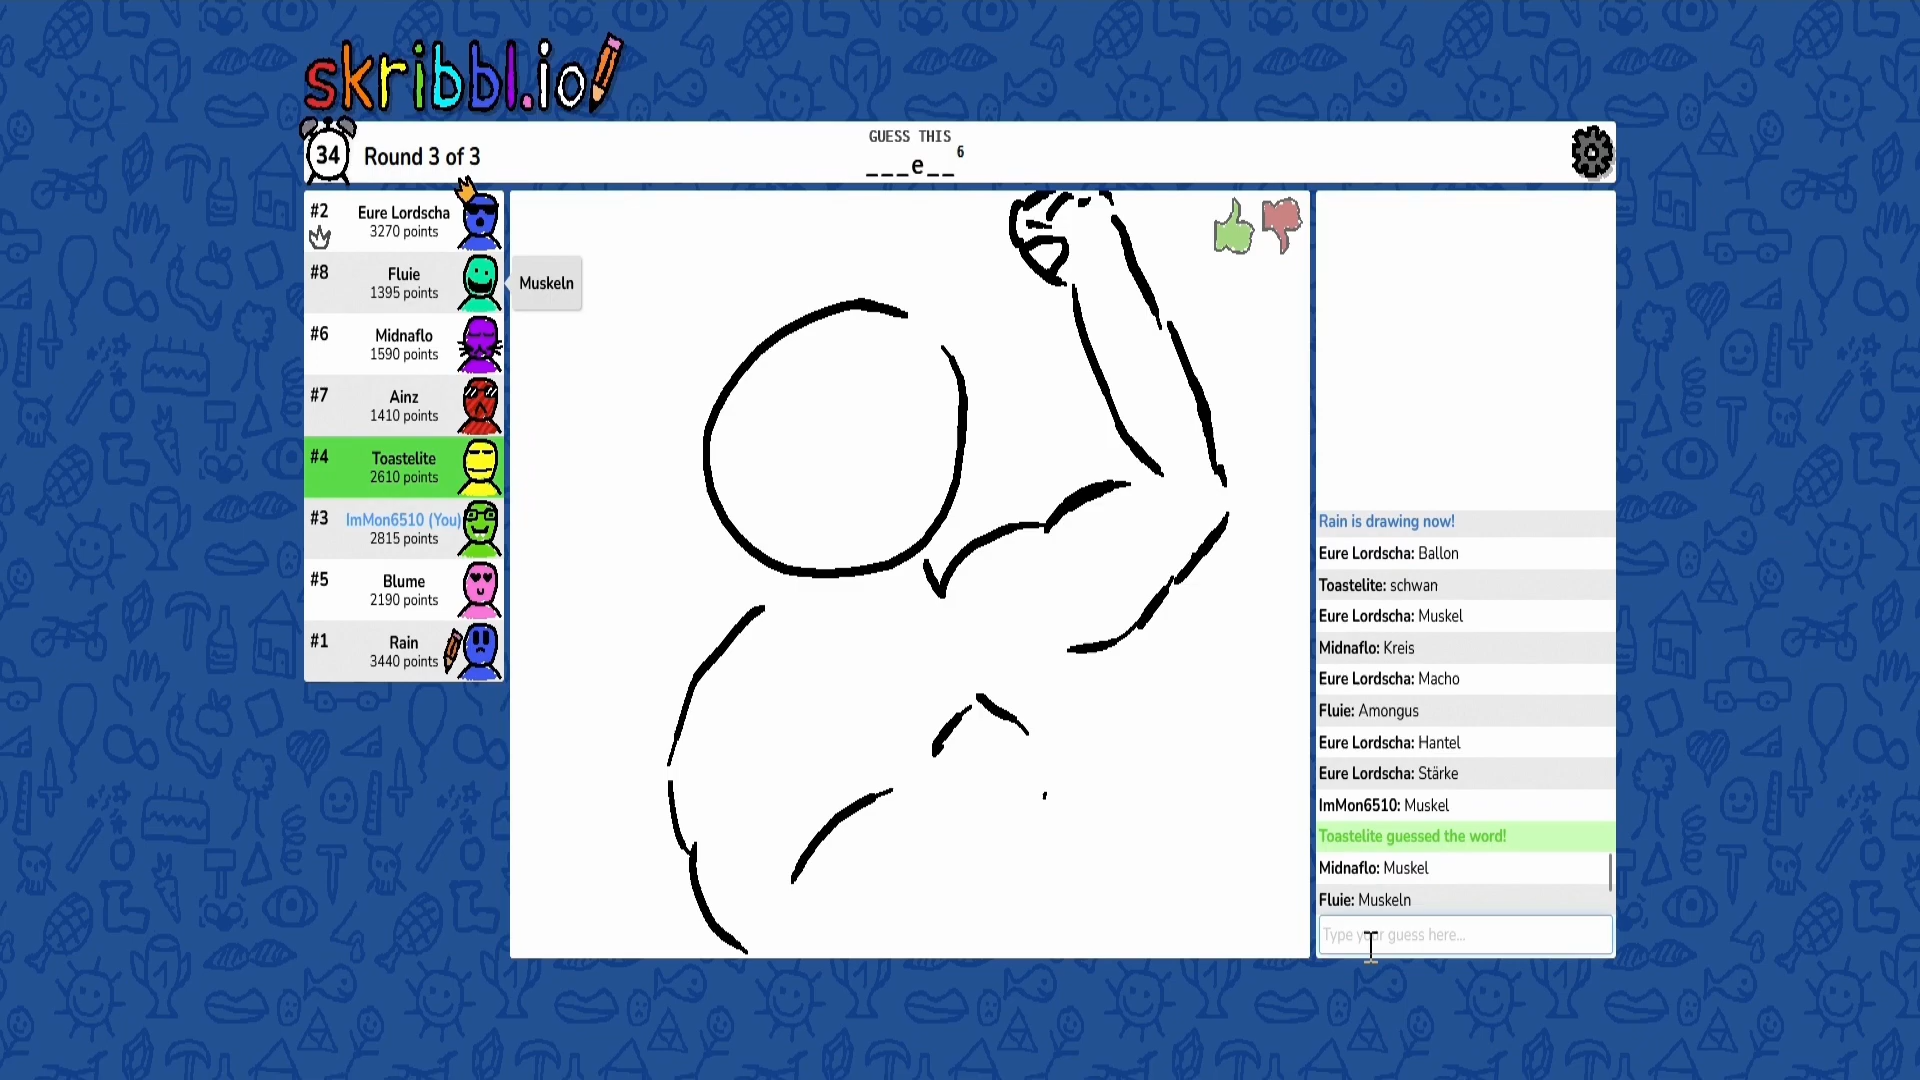 skribbl.io
34
Round 3 of 3
GUESS THIS
___e__ 6
#2
Eure Lordscha
3270 points
#8
Fluie
1395 points
Muskeln
#6
Midnaflo
1590 points
#7
Ainz
1410 points
#4
Toastelite
2610 points
#3
ImMon6510 (You)
2815 points
#5
Blume
2190 points
#1
Rain
3440 points
Rain is drawing now!
Eure Lordscha: Ballon
Toastelite: schwan
Eure Lordscha: Muskel
Midnaflo: Kreis
Eure Lordscha: Macho
Fluie: Amongus
Eure Lordscha: Hantel
Eure Lordscha: Stärke
ImMon6510: Muskel
Toastelite guessed the word!
Midnaflo: Muskel
Fluie: Muskeln
Type your guess here...